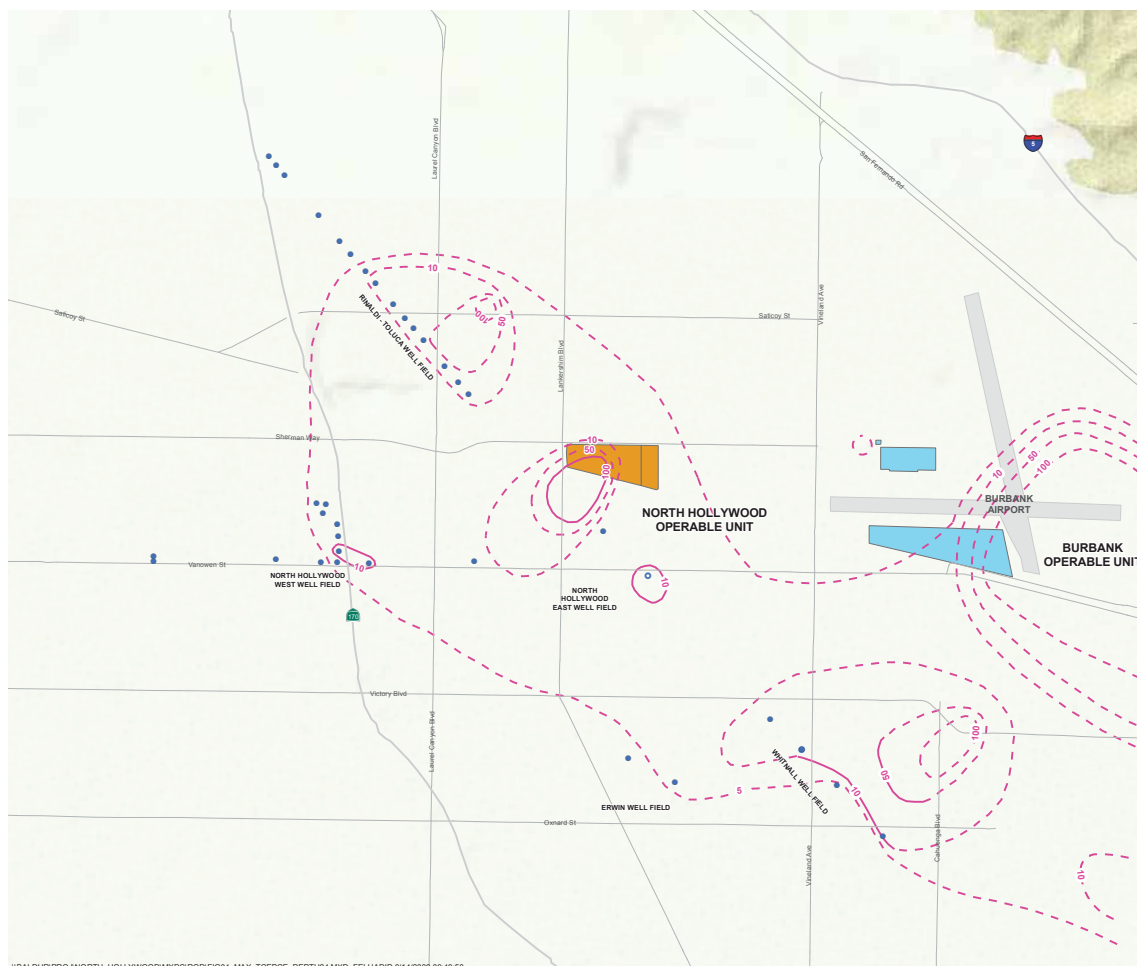 Laurel Canyon Blvd
5
San Fernando Rd
Vineland Ave
10
RINALDI - TOLUCA WELL FIELD
100
50
Saticoy St
Saticoy St
Lankershim Blvd
Sherman Way
10
50
100
10
50
100
NORTH HOLLYWOOD
OPERABLE UNIT
BURBANK
AIRPORT
BURBANK
OPERABLE UNIT
Vanowen St
10
NORTH HOLLYWOOD
WEST WELL FIELD
170
10
NORTH
HOLLYWOOD
EAST WELL FIELD
Victory Blvd
Laurel Canyon Blvd
WHITNALL WELL FIELD
100
50
5
10
ERWIN WELL FIELD
Oxnard St
Vineland Ave
Cahuenga Blvd
10